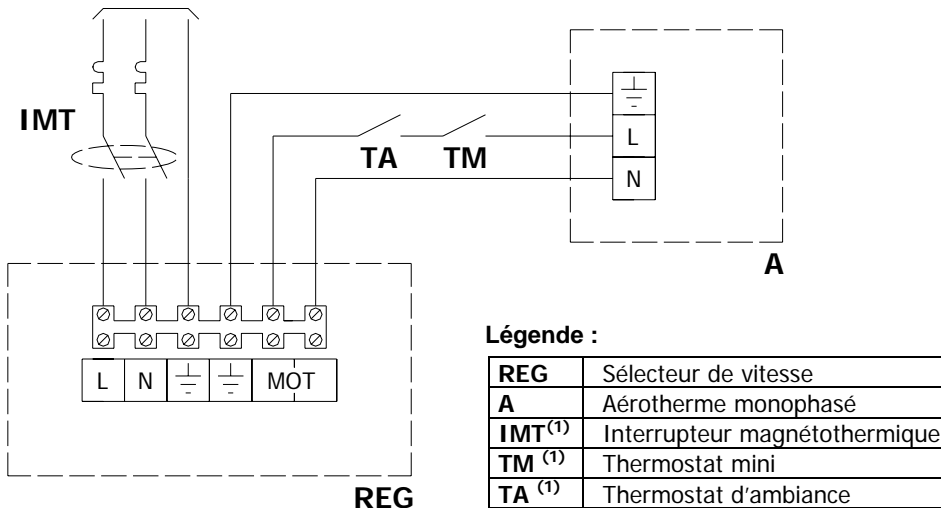 IMT
TA TM
L
N
A
L N MOT
REG
Légende :
REG Sélecteur de vitesse
A Aérotherme monophasé
IMT(1) Interrupteur magnétothermique
TM (1) Thermostat mini
TA (1) Thermostat d'ambiance